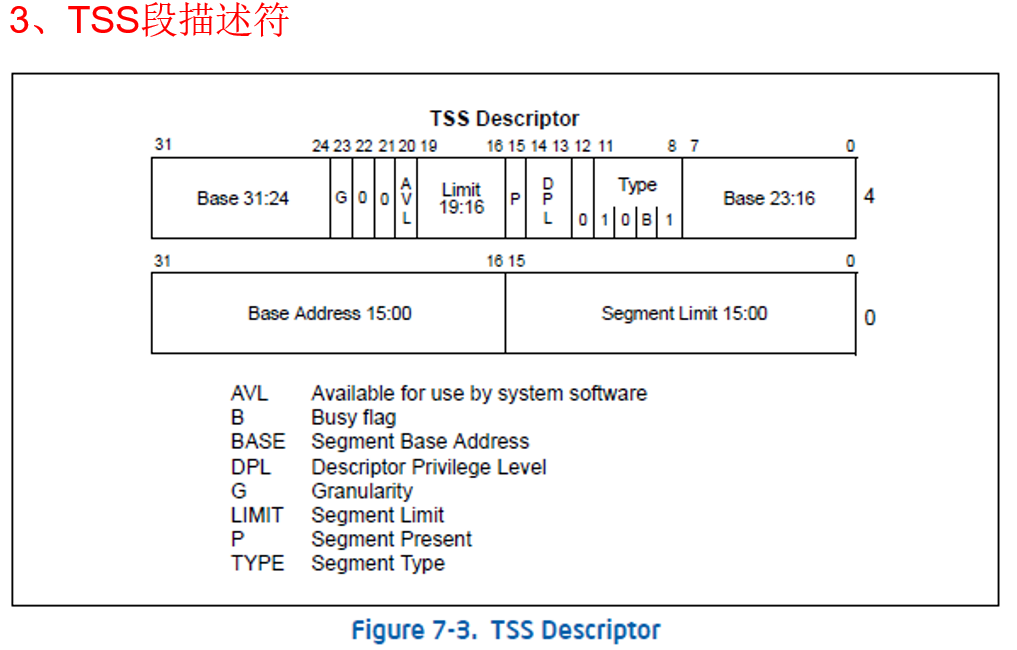 3、TSS段描述符
TSS Descriptor
31 24 23 22 21 20 19 16 15 14 13 12 11 8 7 0
Base 31:24 G 0 0 AVL Limit 19:16 P DPL 0 Type 1 0 B 1 Base 23:16 4
31 16 15 0
Base Address 15:00 Segment Limit 15:00 0
AVL Available for use by system software
B Busy flag
BASE Segment Base Address
DPL Descriptor Privilege Level
G Granularity
LIMIT Segment Limit
P Segment Present
TYPE Segment Type
Figure 7-3. TSS Descriptor